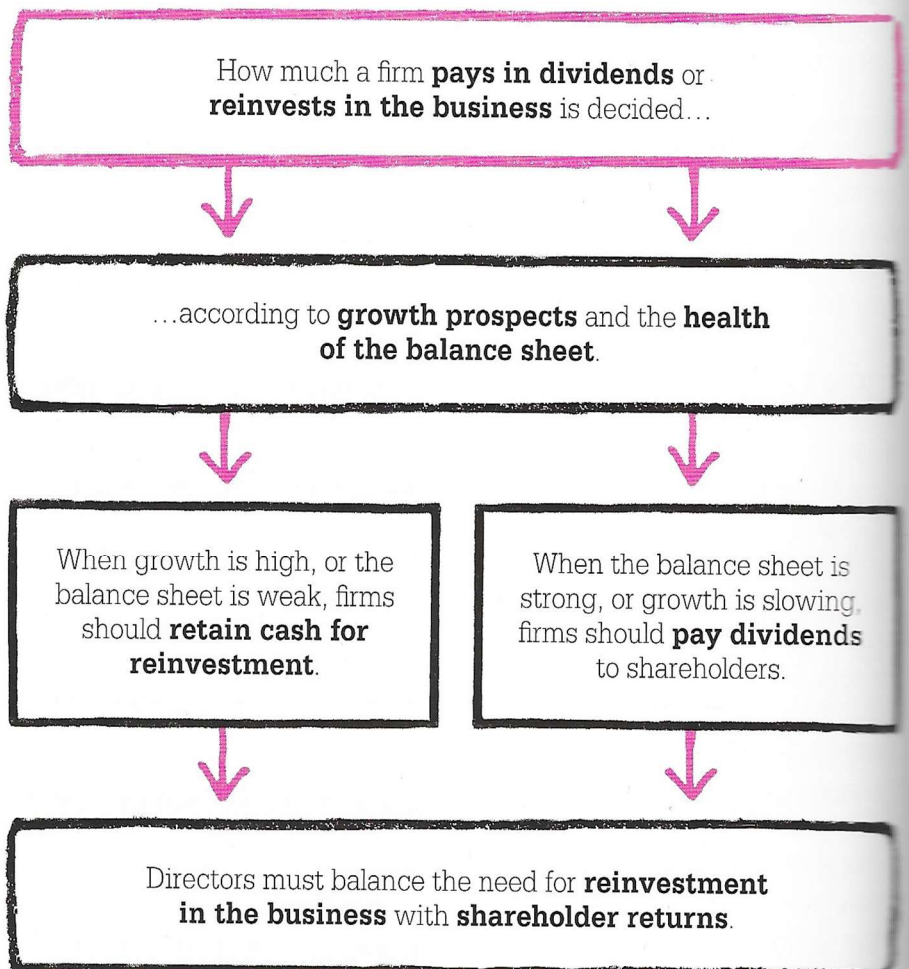 How much a firm pays in dividends or
reinvests in the business is decided…
…according to growth prospects and the health
of the balance sheet.
When growth is high, or the
balance sheet is weak, firms
should retain cash for
reinvestment.
When the balance sheet is
strong, or growth is slowing,
firms should pay dividends
to shareholders.
Directors must balance the need for reinvestment
in the business with shareholder returns.